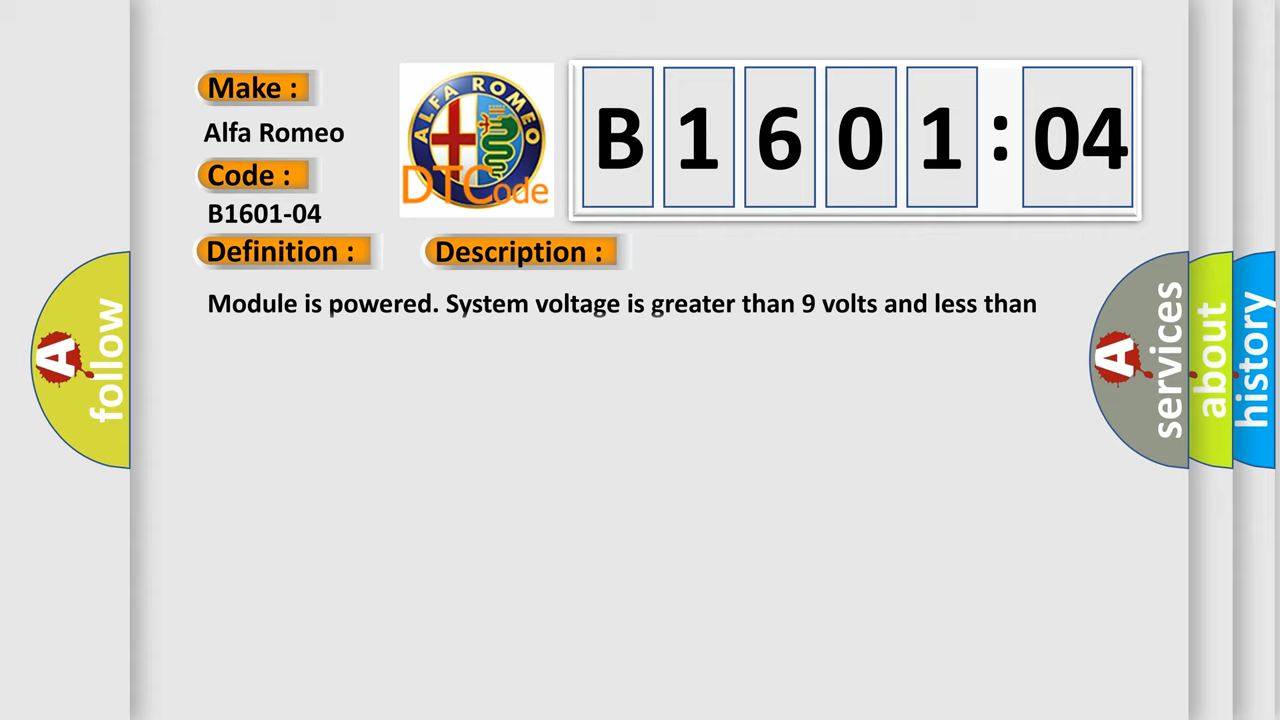 Make :
Alfa Romeo
Code :
B1601-04
ALFA ROMEO
DTCode
B 1 6 0 1 : 04
Definition :
Description :
Module is powered. System voltage is greater than 9 volts and less than
A follow
A services
about
history